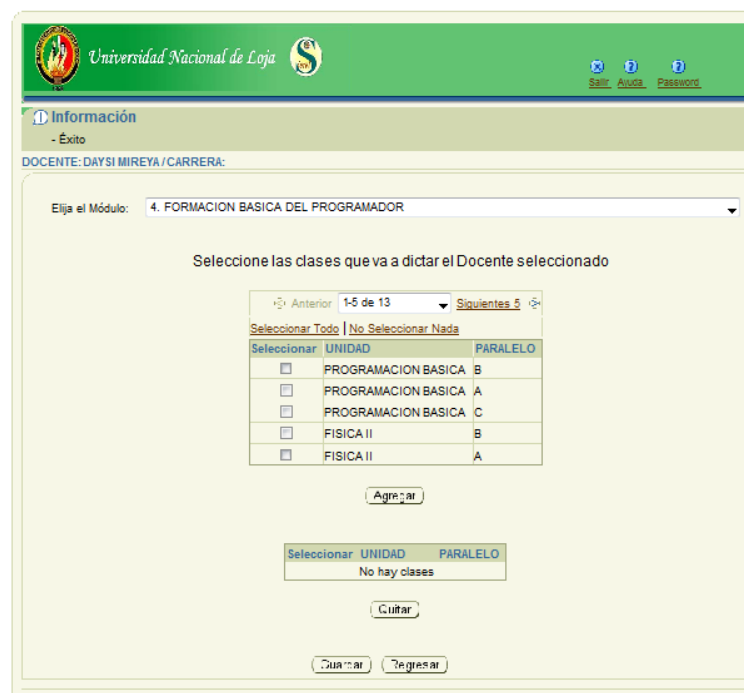 Universidad Nacional de Loja
Salir Ayuda Password
Información
- Éxito
DOCENTE: DAYSI MIREYA / CARRERA:
Elija el Módulo: 4. FORMACION BASICA DEL PROGRAMADOR
Seleccione las clases que va a dictar el Docente seleccionado
Anterior 1-5 de 13 Siguientes 5
Seleccionar Todo | No Seleccionar Nada
Seleccionar UNIDAD PARALELO
PROGRAMACION BASICA B
PROGRAMACION BASICA A
PROGRAMACION BASICA C
FISICA II B
FISICA II A
Agregar
Seleccionar UNIDAD PARALELO
No hay clases
Quitar
Guardar Regresar